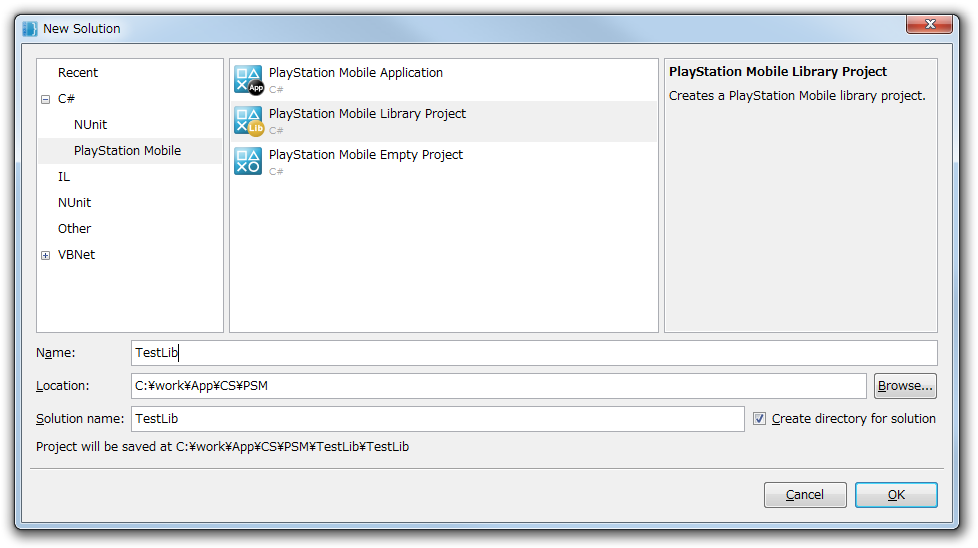 New Solution
Recent
C#
NUnit
PlayStation Mobile
IL
NUnit
Other
VBNet
PlayStation Mobile Application
C#
App
PlayStation Mobile Library Project
C#
Lib
PlayStation Mobile Empty Project
C#
PlayStation Mobile Library Project
Creates a PlayStation Mobile library project.
Name: TestLib
Location: C:¥work¥App¥CS¥PSM Browse...
Solution name: TestLib Create directory for solution
Project will be saved at C:¥work¥App¥CS¥PSM¥TestLib¥TestLib
Cancel OK